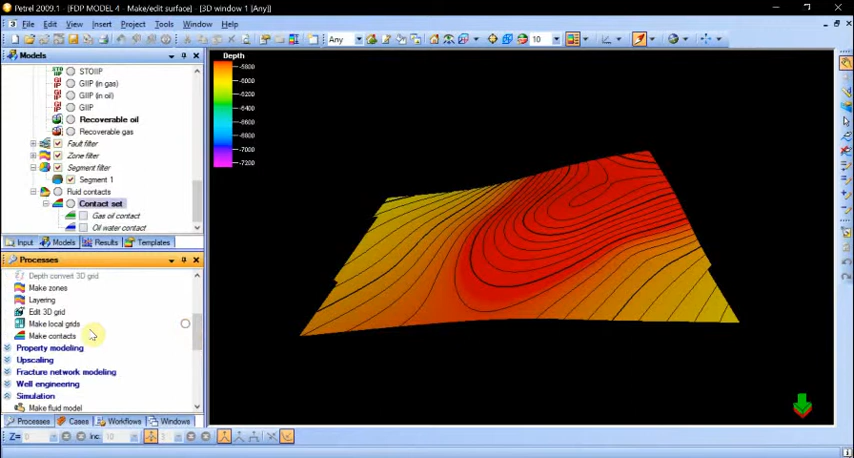 Petrel 2009.1 - [FDP MODEL 4 - Make/edit surface] - [3D window 1 [Any]]
3 File Edit View Insert Project Tools Window Help
Any 10
Models
STOIIP
GIIP (in gas)
GIIP (in oil)
GIIP
Recoverable oil
Recoverable gas
Fault filter
Zone filter
Segment filter
Segment 1
Fluid contacts
Contact set
Gas oil contact
Oil water contact
Input Models Results Templates
Processes
Depth convert 3D grid
Make zones
Layering
Edit 3D grid
Make local grids
Make contacts
Property modeling
Upscaling
Fracture network modeling
Well engineering
Simulation
Make fluid model
Processes Cases Workflows Windows
Z= 0 Inc: 10
Depth
-5800
-6000
-6200
-6400
-6600
-6800
-7000
-7200